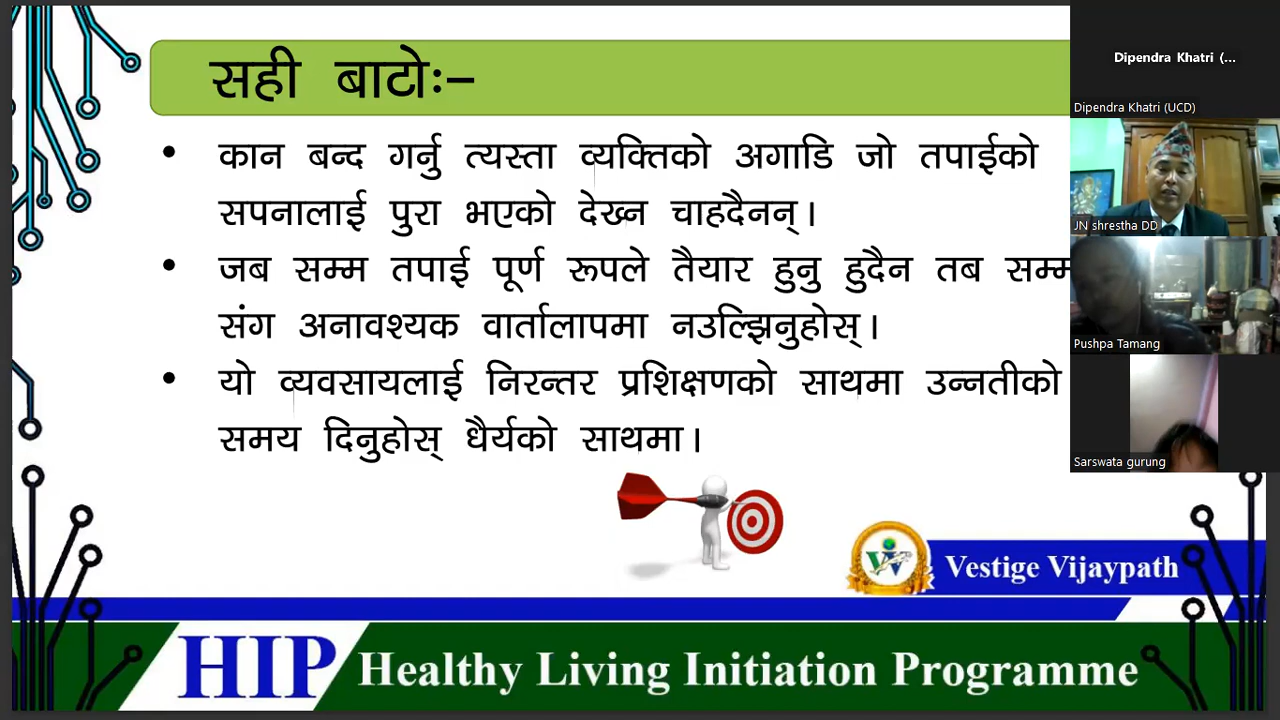 सही बाटोः–
• कान बन्द गर्नु त्यस्ता व्यक्तिको अगाडि जो तपाईको
सपनालाई पुरा भएको देख्न चाहदैनन्।
• जब सम्म तपाई पूर्ण रूपले तैयार हुनु हुदैन तब सम्म
संग अनावश्यक वार्तालापमा नउल्झिनुहोस्।
• यो व्यवसायलाई निरन्तर प्रशिक्षणको साथमा उन्नतीको
समय दिनुहोस् धैर्यको साथमा।
Vestige Vijaypath
HIP Healthy Living Initiation Programme
Dipendra Khatri (...
Dipendra Khatri (UCD)
JN shrestha DD
Pushpa Tamang
Sarswata gurung